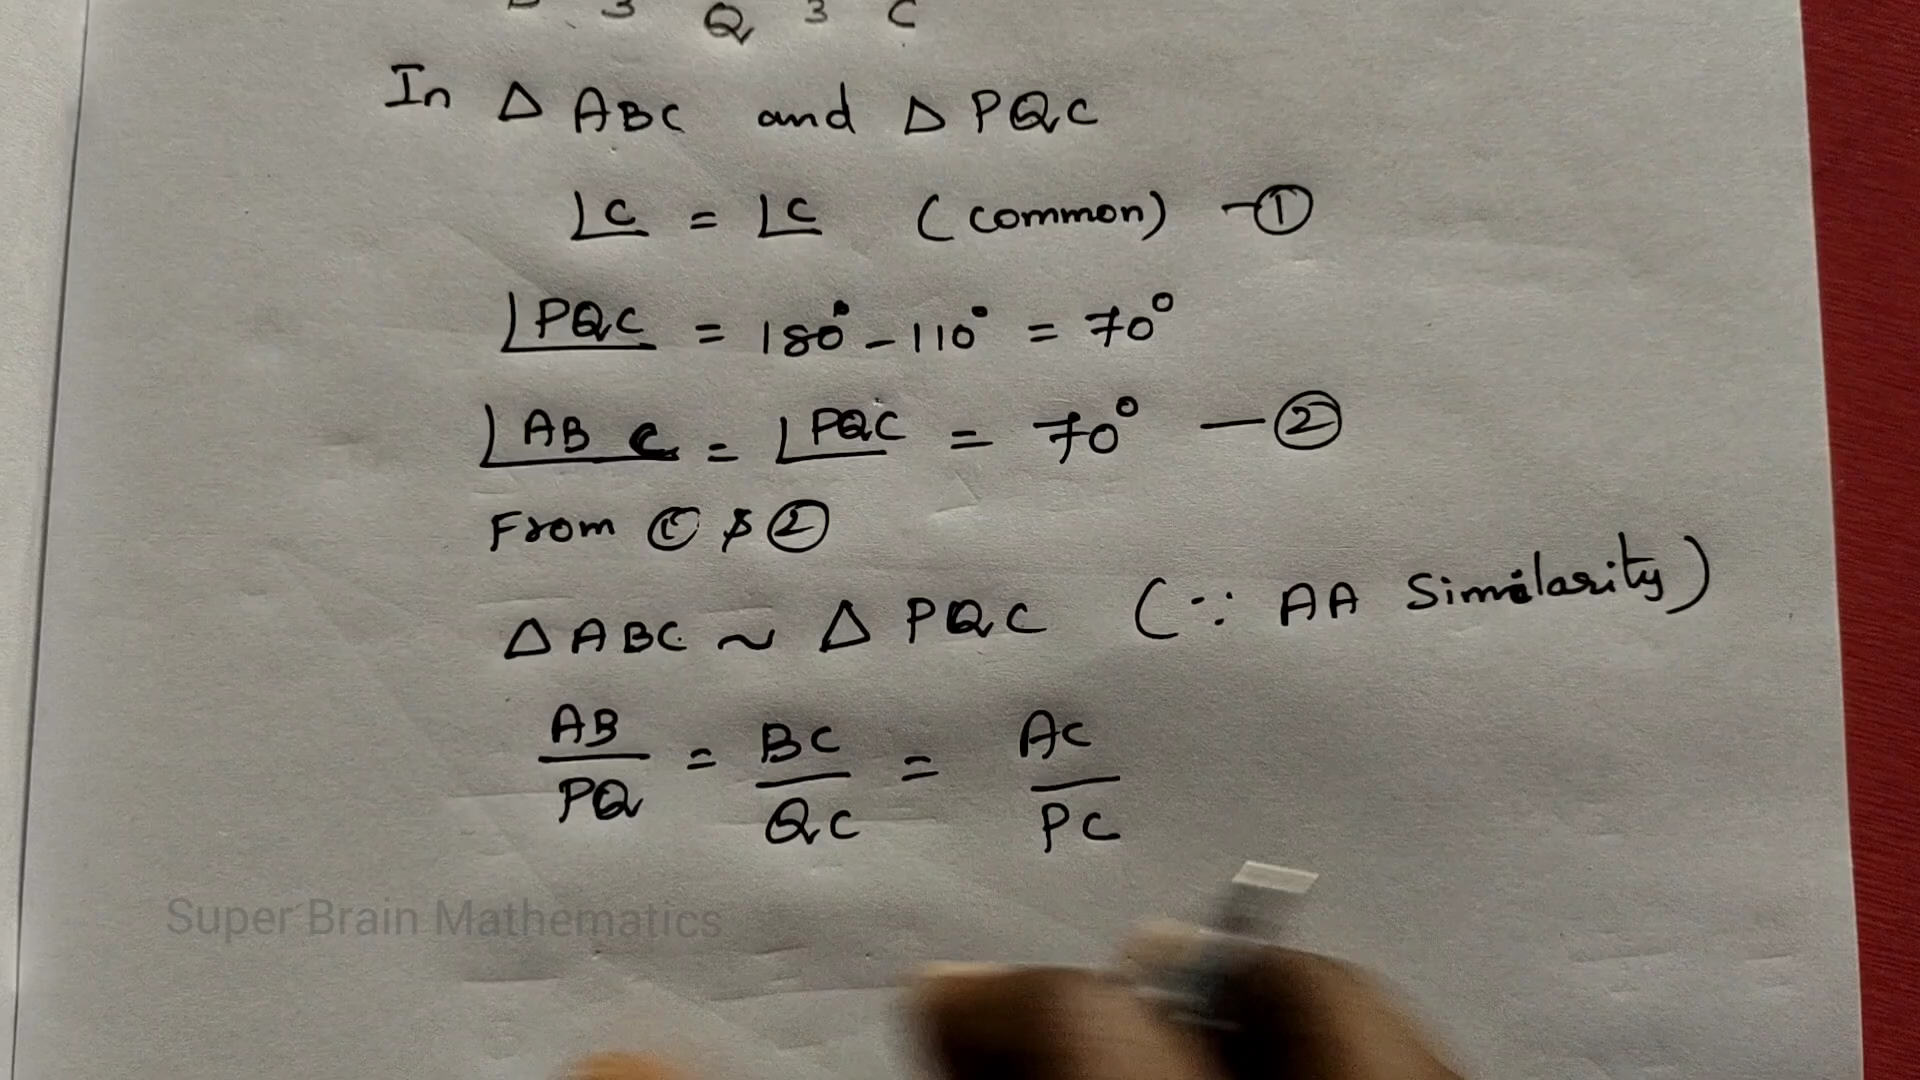 3 Q 3 C
In △ ABC and △ PQC
∠C = ∠C (common) -①
∠PQC = 180° - 110° = 70°
∠ABC = ∠PQC = 70° - ②
From ① & ②
△ ABC ~ △ PQC (∵ AA Similarity)
AB/PQ = BC/QC = AC/PC
Super Brain Mathematics